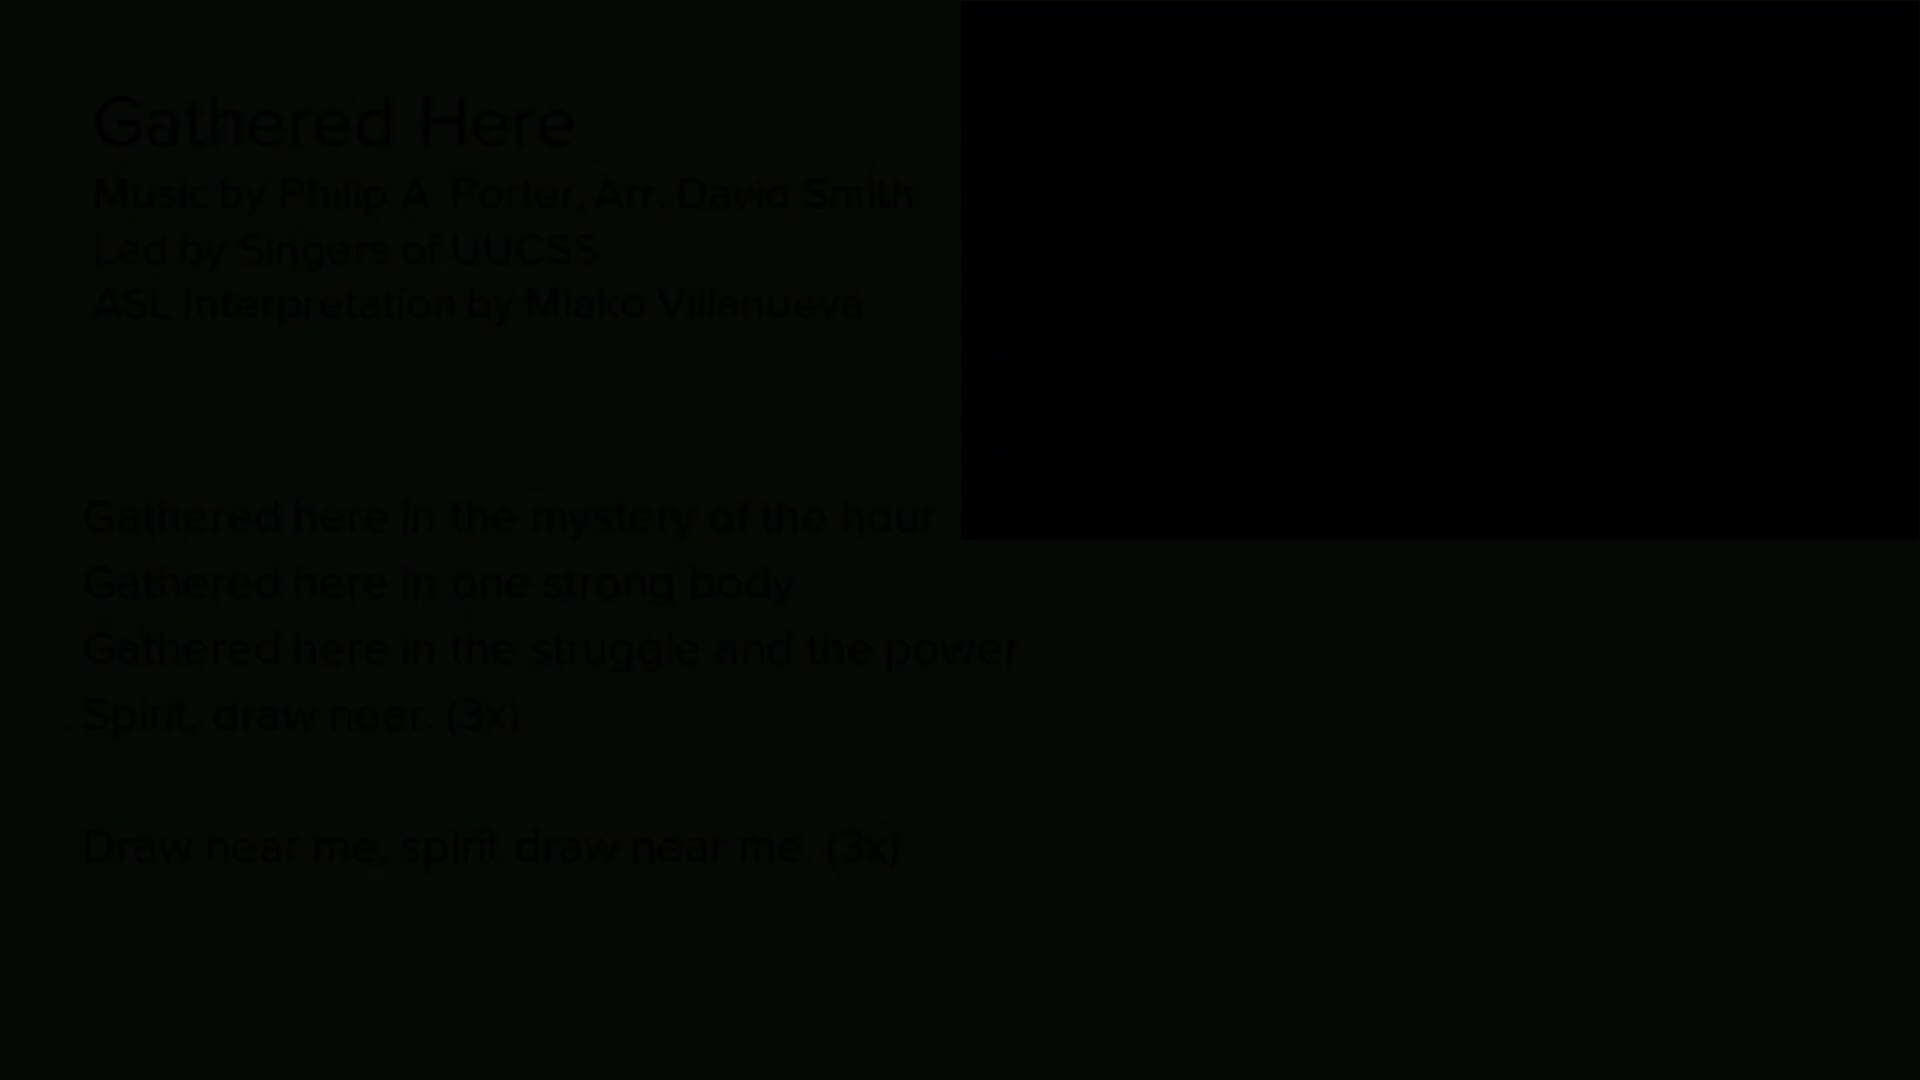 Gathered Here
Music by Philip A. Porter, Arr. David Smith
Led by Singers of UUCSS
ASL Interpretation by Miako Villanueva
Gathered here in the mystery of the hour
Gathered here in one strong body
Gathered here in the struggle and the power
Spirit, draw near. (3x)
Draw near me, spirit draw near me. (3x)